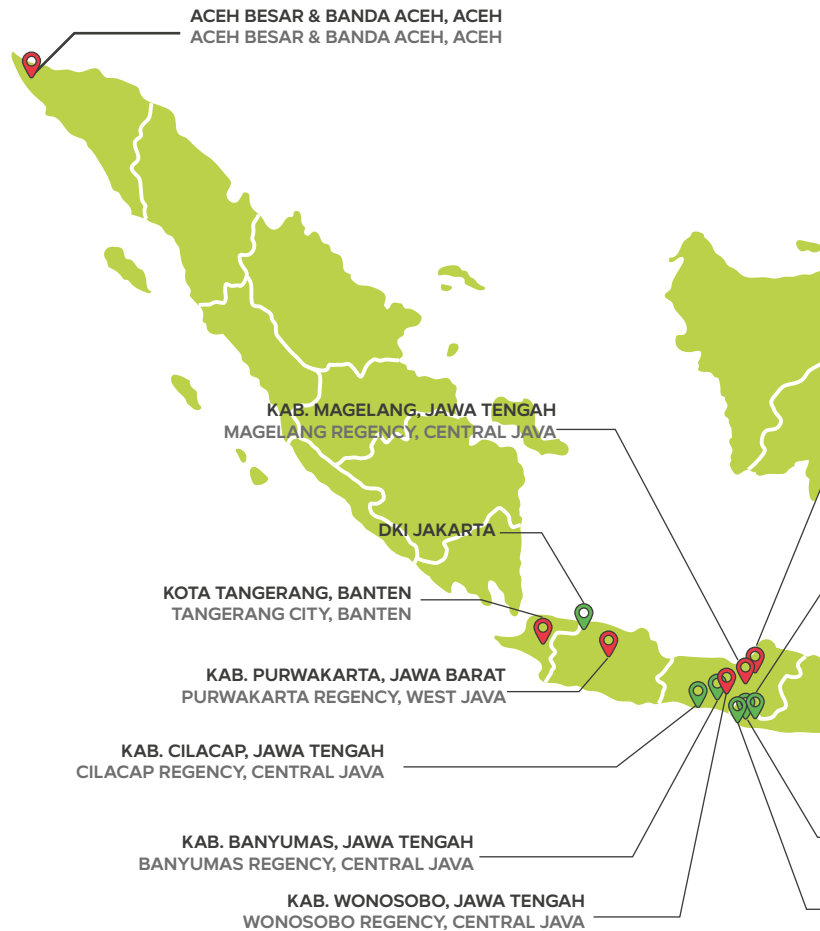 ACEH BESAR & BANDA ACEH, ACEH
ACEH BESAR & BANDA ACEH, ACEH
KAB. MAGELANG, JAWA TENGAH
MAGELANG REGENCY, CENTRAL JAVA
DKI JAKARTA
KOTA TANGERANG, BANTEN
TANGERANG CITY, BANTEN
KAB. PURWAKARTA, JAWA BARAT
PURWAKARTA REGENCY, WEST JAVA
KAB. CILACAP, JAWA TENGAH
CILACAP REGENCY, CENTRAL JAVA
KAB. BANYUMAS, JAWA TENGAH
BANYUMAS REGENCY, CENTRAL JAVA
KAB. WONOSOBO, JAWA TENGAH
WONOSOBO REGENCY, CENTRAL JAVA